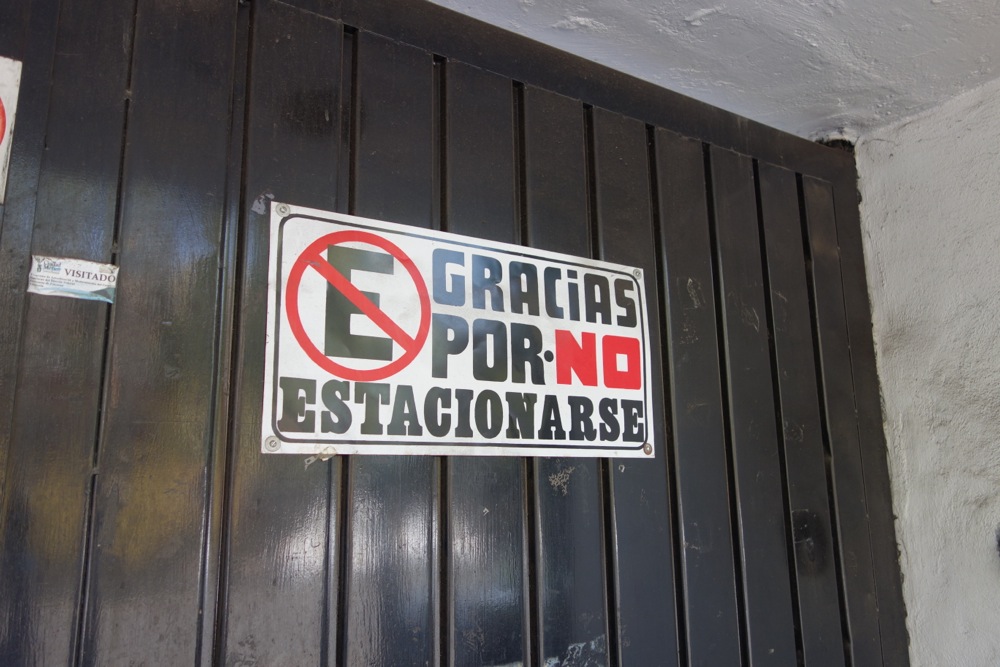 VISITADO
E
GRACiAS
POR·NO
ESTACIONARSE